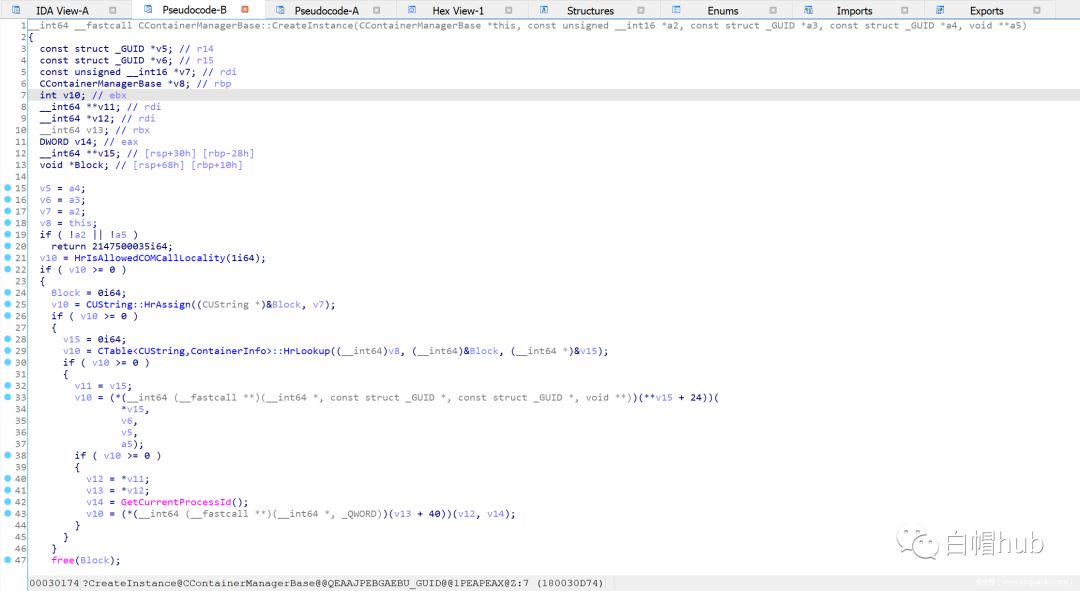 IDA View-A Pseudocode-B Pseudocode-A Hex View-1 Structures Enums Imports Exports
1 __int64 __fastcall CContainerManagerBase::CreateInstance(CContainerManagerBase *this, const unsigned __int16 *a2, const struct _GUID *a3, const struct _GUID *a4, void **a5)
2 {
3 const struct _GUID *v5; // r14
4 const struct _GUID *v6; // r15
5 const unsigned __int16 *v7; // rdi
6 CContainerManagerBase *v8; // rbp
7 int v10; // ebx
8 __int64 **v11; // rdi
9 __int64 *v12; // rdi
10 __int64 v13; // rbx
11 DWORD v14; // eax
12 __int64 **v15; // [rsp+30h] [rbp-28h]
13 void *Block; // [rsp+68h] [rbp+10h]
14
15 v5 = a4;
16 v6 = a3;
17 v7 = a2;
18 v8 = this;
19 if ( !a2 || !a5 )
20 return 2147500035i64;
21 v10 = HrIsAllowedCOMCallLocality(1i64);
22 if ( v10 >= 0 )
23 {
24 Block = 0i64;
25 v10 = CUString::HrAssign((CUString *)&Block, v7);
26 if ( v10 >= 0 )
27 {
28 v15 = 0i64;
29 v10 = CTable<CUString,ContainerInfo>::HrLookup((__int64)v8, (__int64)&Block, (__int64 *)&v15);
30 if ( v10 >= 0 )
31 {
32 v11 = v15;
33 v10 = (*(__int64 (__fastcall **)(__int64 *, const struct _GUID *, const struct _GUID *, void **))(**v15 + 24))(
34 *v15,
35 v6,
36 v5,
37 a5);
38 if ( v10 >= 0 )
39 {
40 v12 = *v11;
41 v13 = *v12;
42 v14 = GetCurrentProcessId();
43 v10 = (*(__int64 (__fastcall **)(__int64 *, _QWORD))(v13 + 40))(v12, v14);
44 }
45 }
46 }
47 free(Block);
白帽hub
00030174 ?CreateInstance@CContainerManagerBase@@QEAAJPEBGAEBU_GUID@@1PEAPEAX@Z:7 (180030D74)